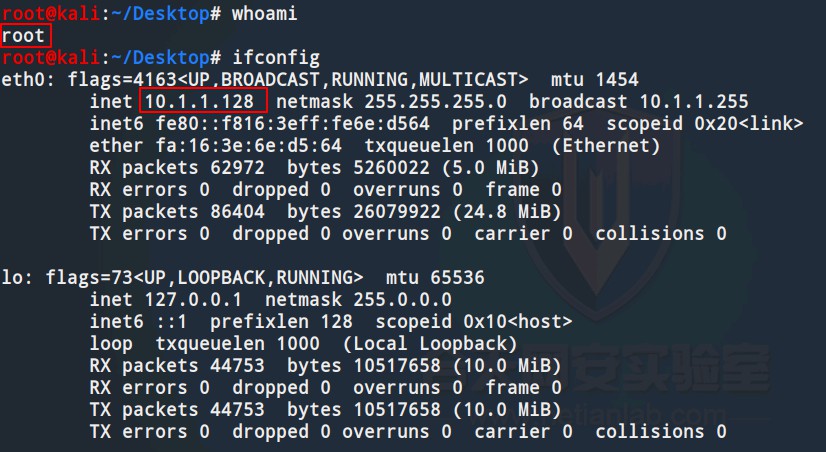 root@kali:~/Desktop# whoami
root
root@kali:~/Desktop# ifconfig
eth0: flags=4163<UP,BROADCAST,RUNNING,MULTICAST>  mtu 1454
        inet 10.1.1.128  netmask 255.255.255.0  broadcast 10.1.1.255
        inet6 fe80::f816:3eff:fe6e:d564  prefixlen 64  scopeid 0x20<link>
        ether fa:16:3e:6e:d5:64  txqueuelen 1000  (Ethernet)
        RX packets 62972  bytes 5260022 (5.0 MiB)
        RX errors 0  dropped 0  overruns 0  frame 0
        TX packets 86404  bytes 26079922 (24.8 MiB)
        TX errors 0  dropped 0 overruns 0  carrier 0  collisions 0
lo: flags=73<UP,LOOPBACK,RUNNING>  mtu 65536
        inet 127.0.0.1  netmask 255.0.0.0
        inet6 ::1  prefixlen 128  scopeid 0x10<host>
        loop  txqueuelen 1000  (Local Loopback)
        RX packets 44753  bytes 10517658 (10.0 MiB)
        RX errors 0  dropped 0  overruns 0  frame 0
        TX packets 44753  bytes 10517658 (10.0 MiB)
        TX errors 0  dropped 0 overruns 0  carrier 0  collisions 0